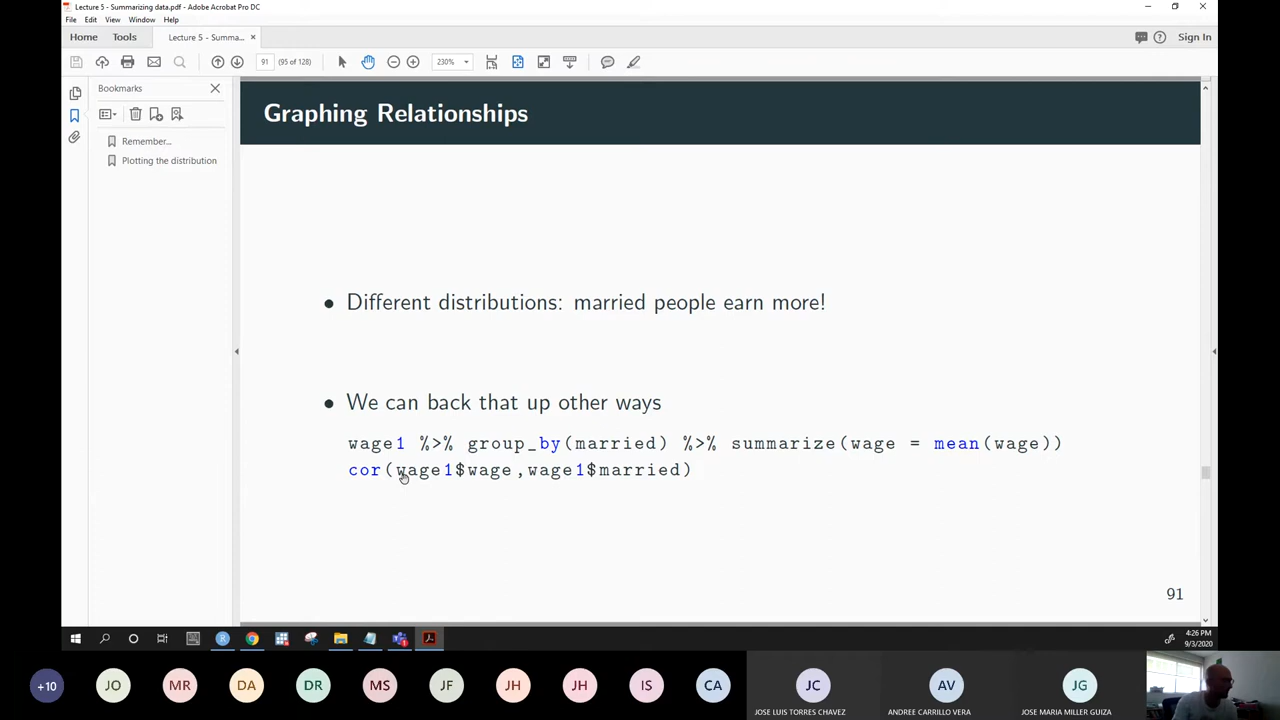 Lecture 5 - Summarizing data.pdf - Adobe Acrobat Pro DC
File Edit View Window Help
Home Tools Lecture 5 - Summa... ×
Sign In
91 (95 of 128) 230%
Bookmarks
Remember...
Plotting the distribution
Graphing Relationships
• Different distributions: married people earn more!
• We can back that up other ways
wage1 %>% group_by(married) %>% summarize(wage = mean(wage))
cor(wage1$wage,wage1$married)
91
4:26 PM
9/3/2020
+10 JO MR DA DR MS JF JH JH IS CA JC AV JG
JOSE LUIS TORRES CHAVEZ ANDREE CARRILLO VERA JOSE MARIA MILLER GUIZA